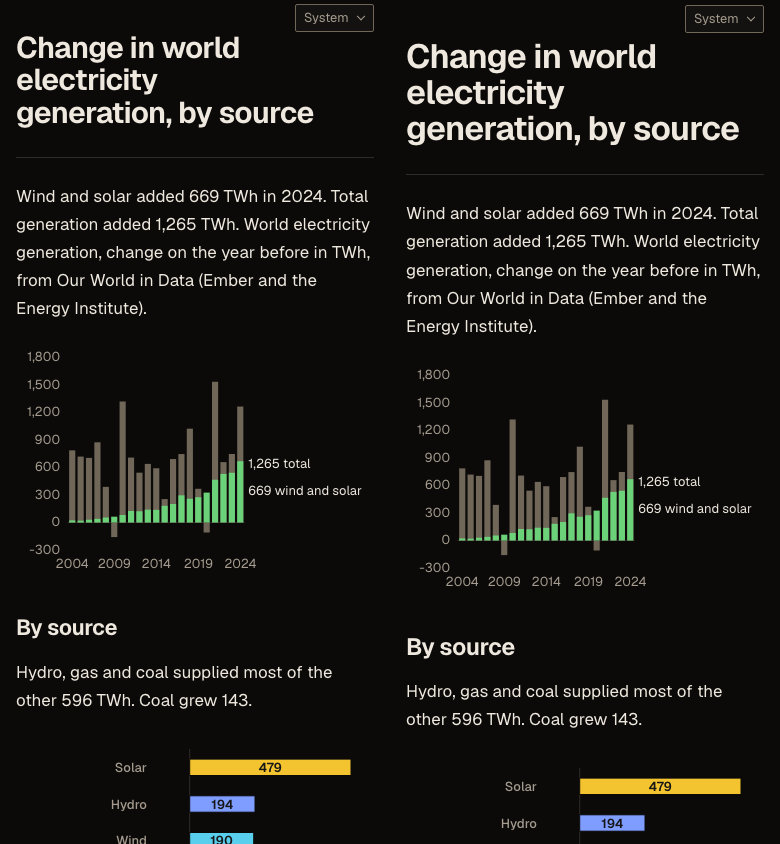 System
Change in world
electricity
generation, by source
Wind and solar added 669 TWh in 2024. Total
generation added 1,265 TWh. World electricity
generation, change on the year before in TWh,
from Our World in Data (Ember and the
Energy Institute).
1,800
1,500
1,200
900
600
300
0
-300
1,265 total
669 wind and solar
2004 2009 2014 2019 2024
By source
Hydro, gas and coal supplied most of the
other 596 TWh. Coal grew 143.
Solar 479
Hydro 194
Wind 190
System
Change in world
electricity
generation, by source
Wind and solar added 669 TWh in 2024. Total
generation added 1,265 TWh. World electricity
generation, change on the year before in TWh,
from Our World in Data (Ember and the
Energy Institute).
1,800
1,500
1,200
900
600
300
0
-300
1,265 total
669 wind and solar
2004 2009 2014 2019 2024
By source
Hydro, gas and coal supplied most of the
other 596 TWh. Coal grew 143.
Solar 479
Hydro 194